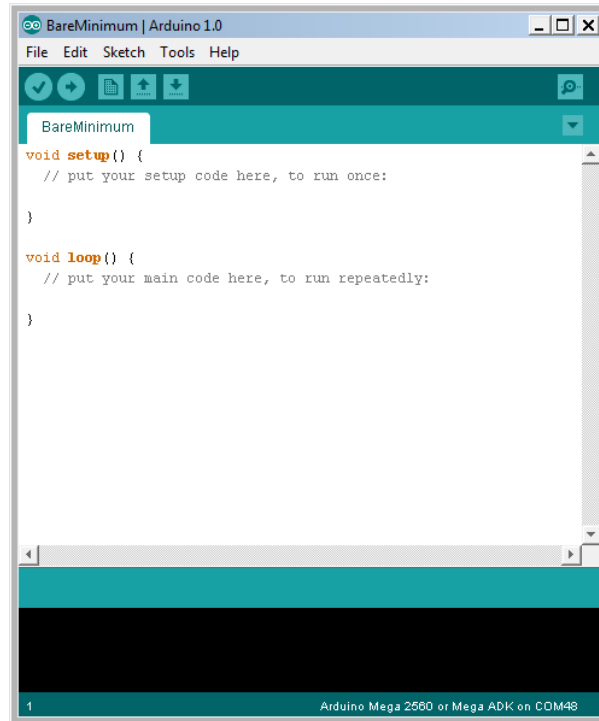 BareMinimum | Arduino 1.0
File Edit Sketch Tools Help
BareMinimum
void setup() {
  // put your setup code here, to run once:
}
void loop() {
  // put your main code here, to run repeatedly:
}
1 Arduino Mega 2560 or Mega ADK on COM48